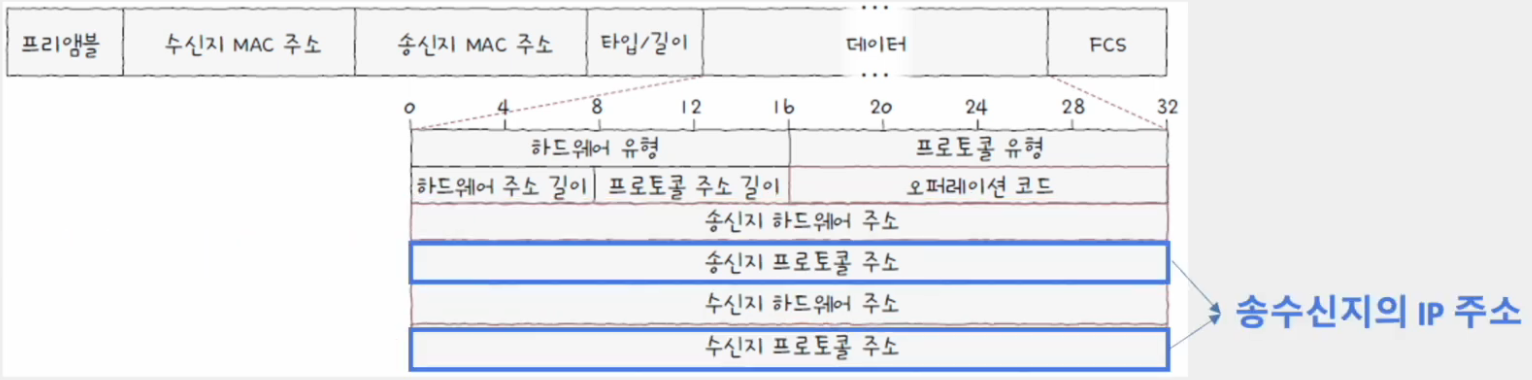 프리앰블 수신지 MAC 주소 송신지 MAC 주소 타입/길이 데이터 FCS
0 4 8 12 16 20 24 28 32
하드웨어 유형 프로토콜 유형
하드웨어 주소 길이 프로토콜 주소 길이 오퍼레이션 코드
송신지 하드웨어 주소
송신지 프로토콜 주소
수신지 하드웨어 주소
송수신지의 IP 주소
수신지 프로토콜 주소